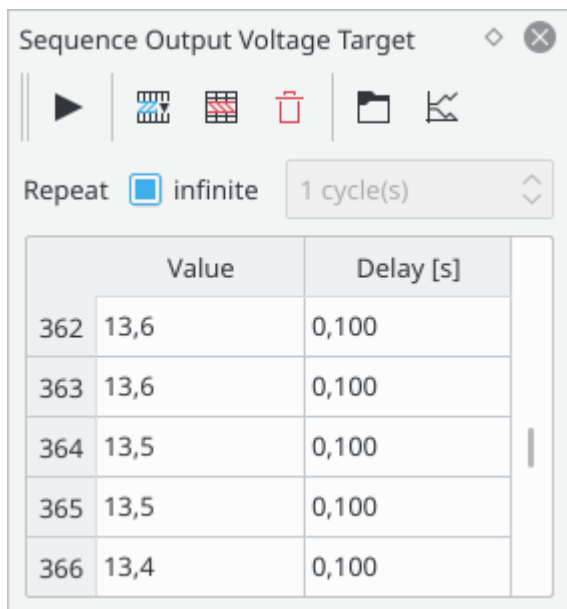 Sequence Output Voltage Target
Repeat infinite 1 cycle(s)
Value Delay [s]
362 13,6 0,100
363 13,6 0,100
364 13,5 0,100
365 13,5 0,100
366 13,4 0,100